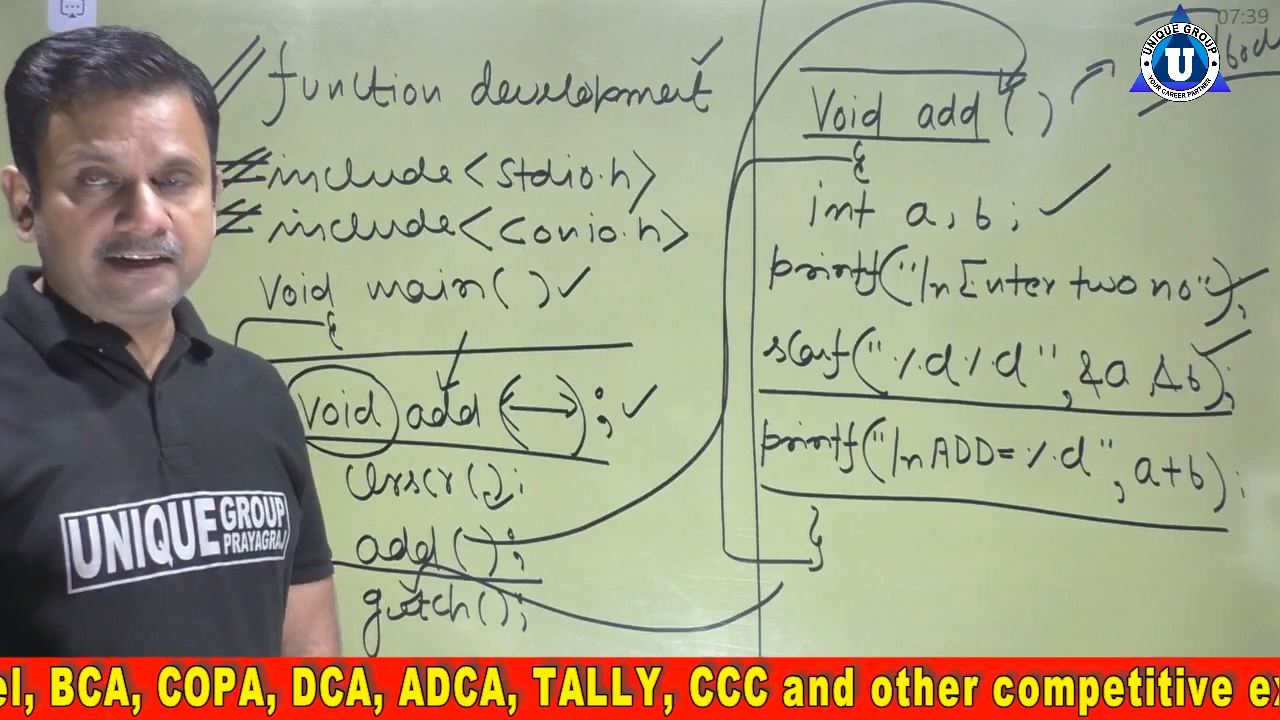 07:39
UNIQUE GROUP
U
YOUR CAREER PARTNER
// function development
#include<stdio.h>
#include<conio.h>
void main()
{
void add( );
clrscr();
add();
getch();
Void add()
{
int a, b;
printf("\nEnter two no");
scanf("%d%d", &a, &b);
printf("\nADD=%d", a+b);
}
UNIQUE GROUP
PRAYAGRAJ
el, BCA, COPA, DCA, ADCA, TALLY, CCC and other competitive ex